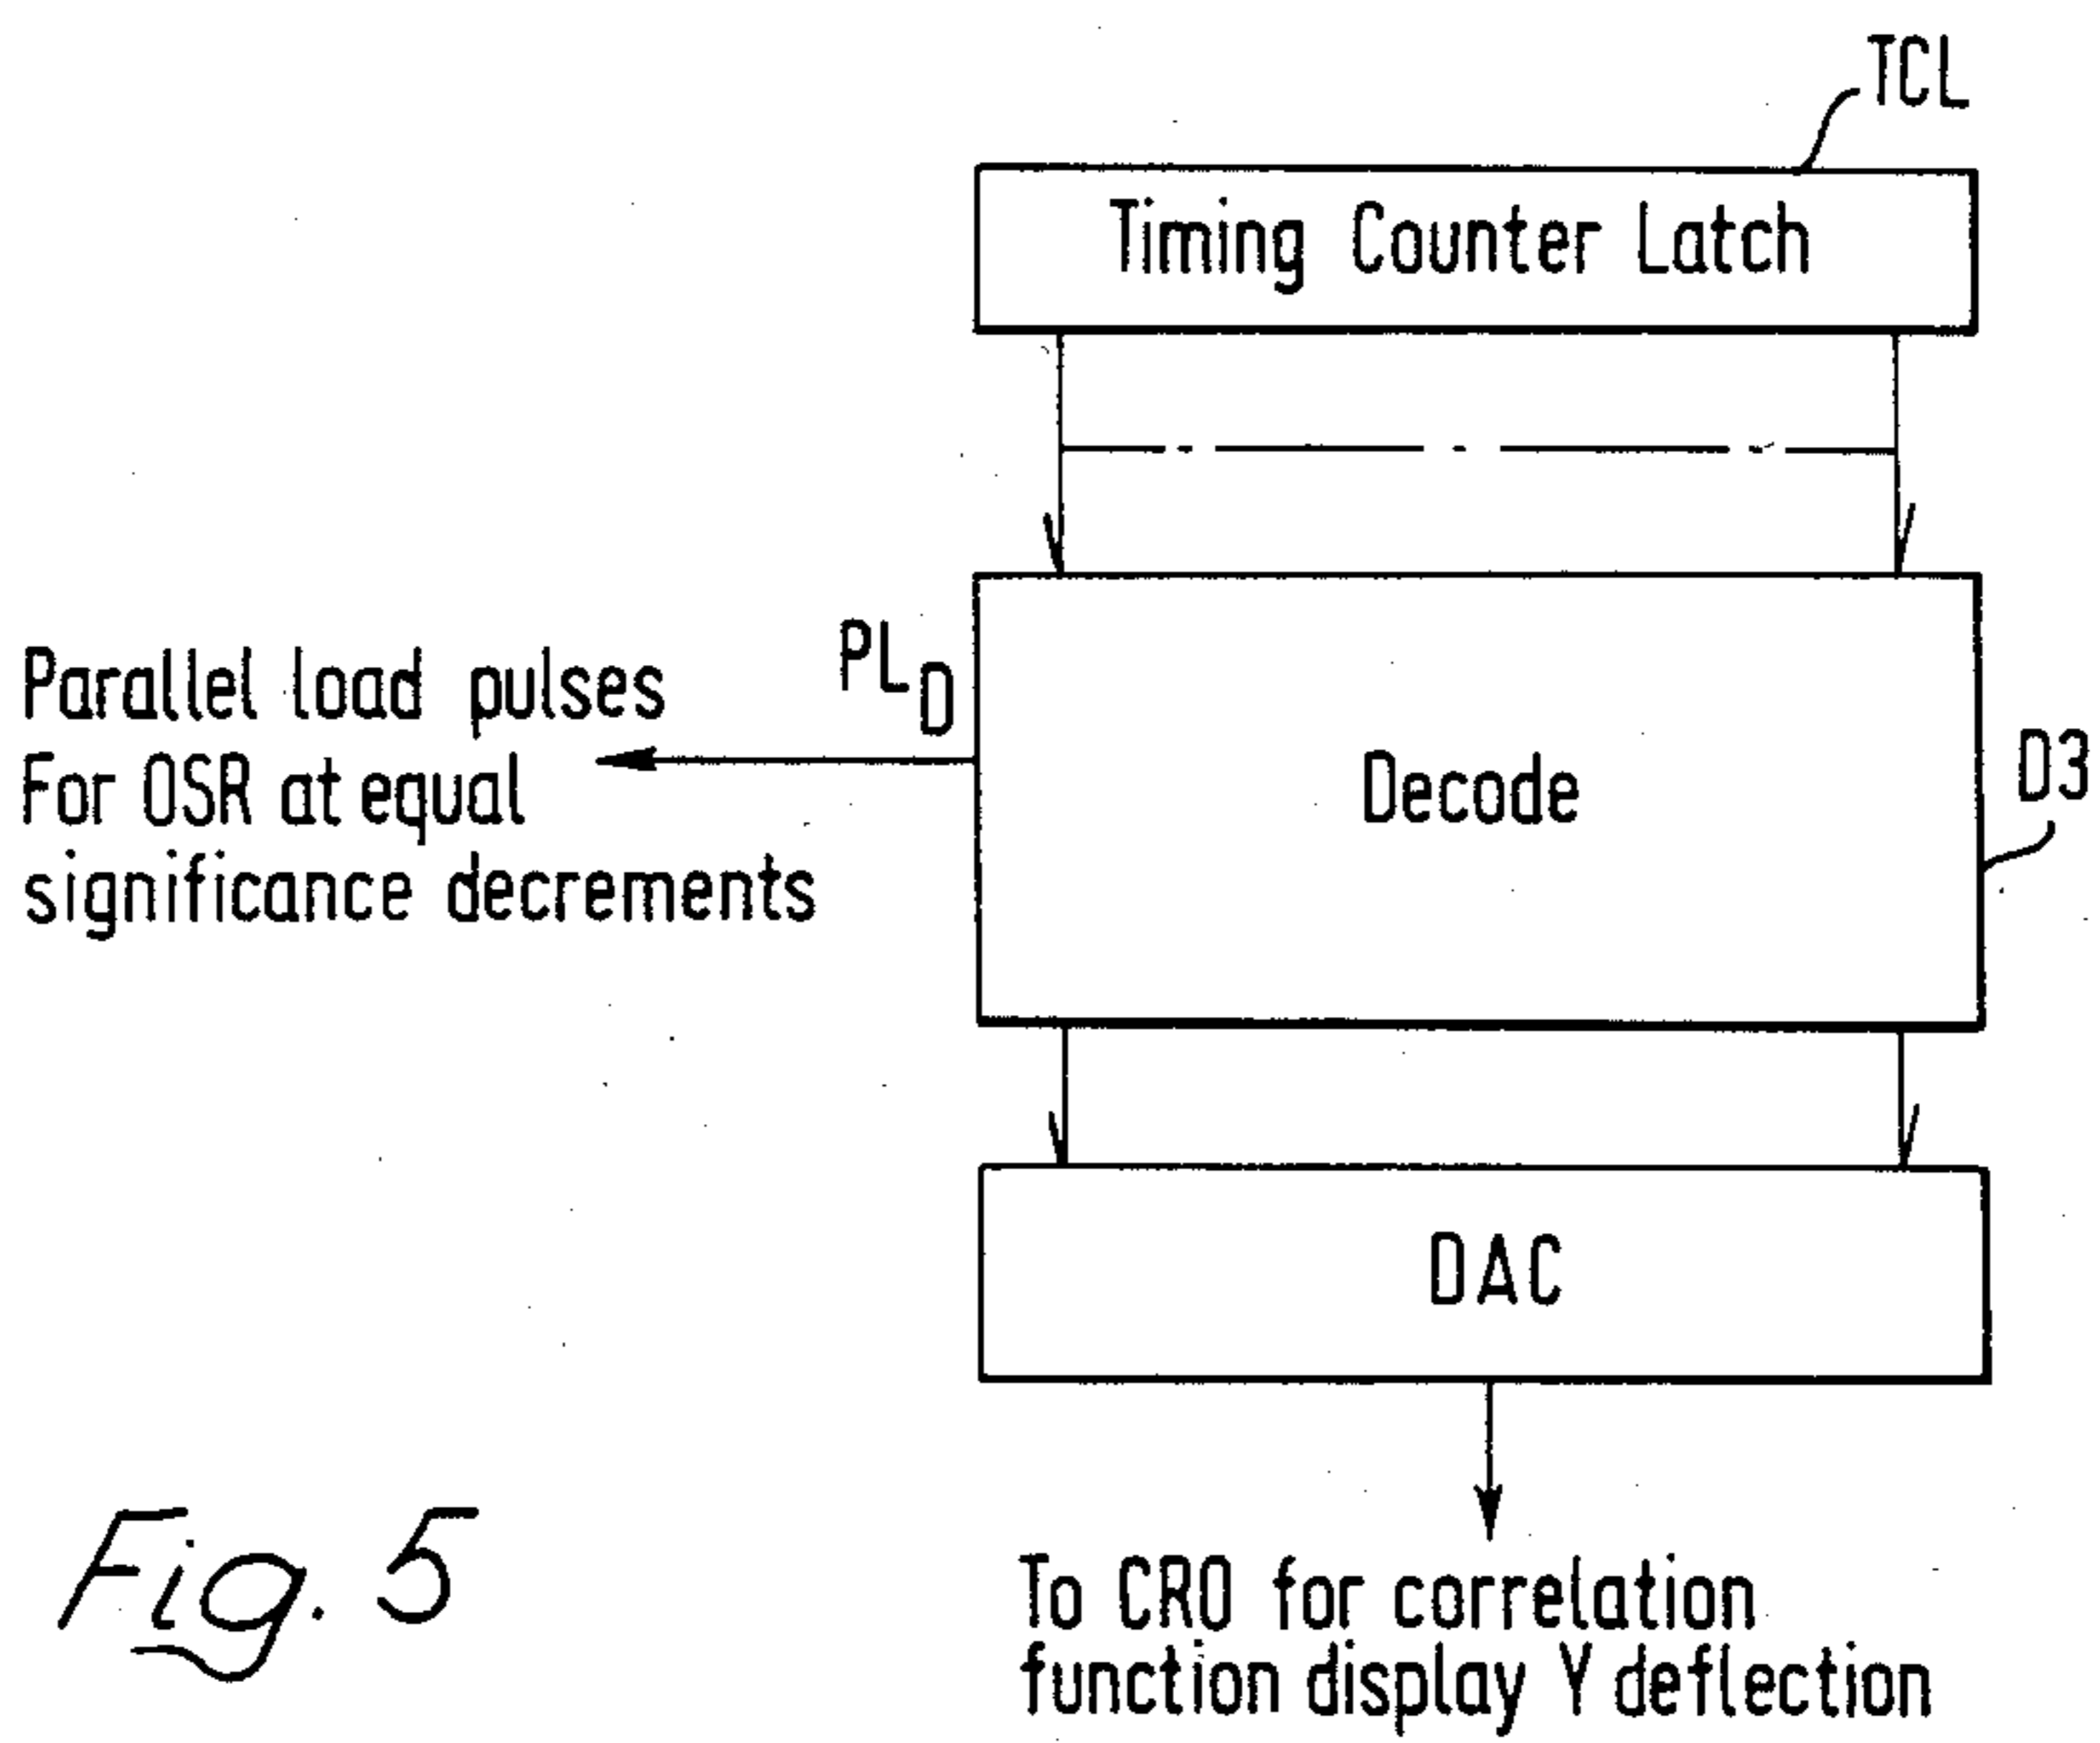 TCL
Timing Counter Latch
PLD
Parallel load pulses
For OSR at equal
significance decrements
Decode
D3
DAC
To CRO for correlation
function display Y deflection
Fig. 5